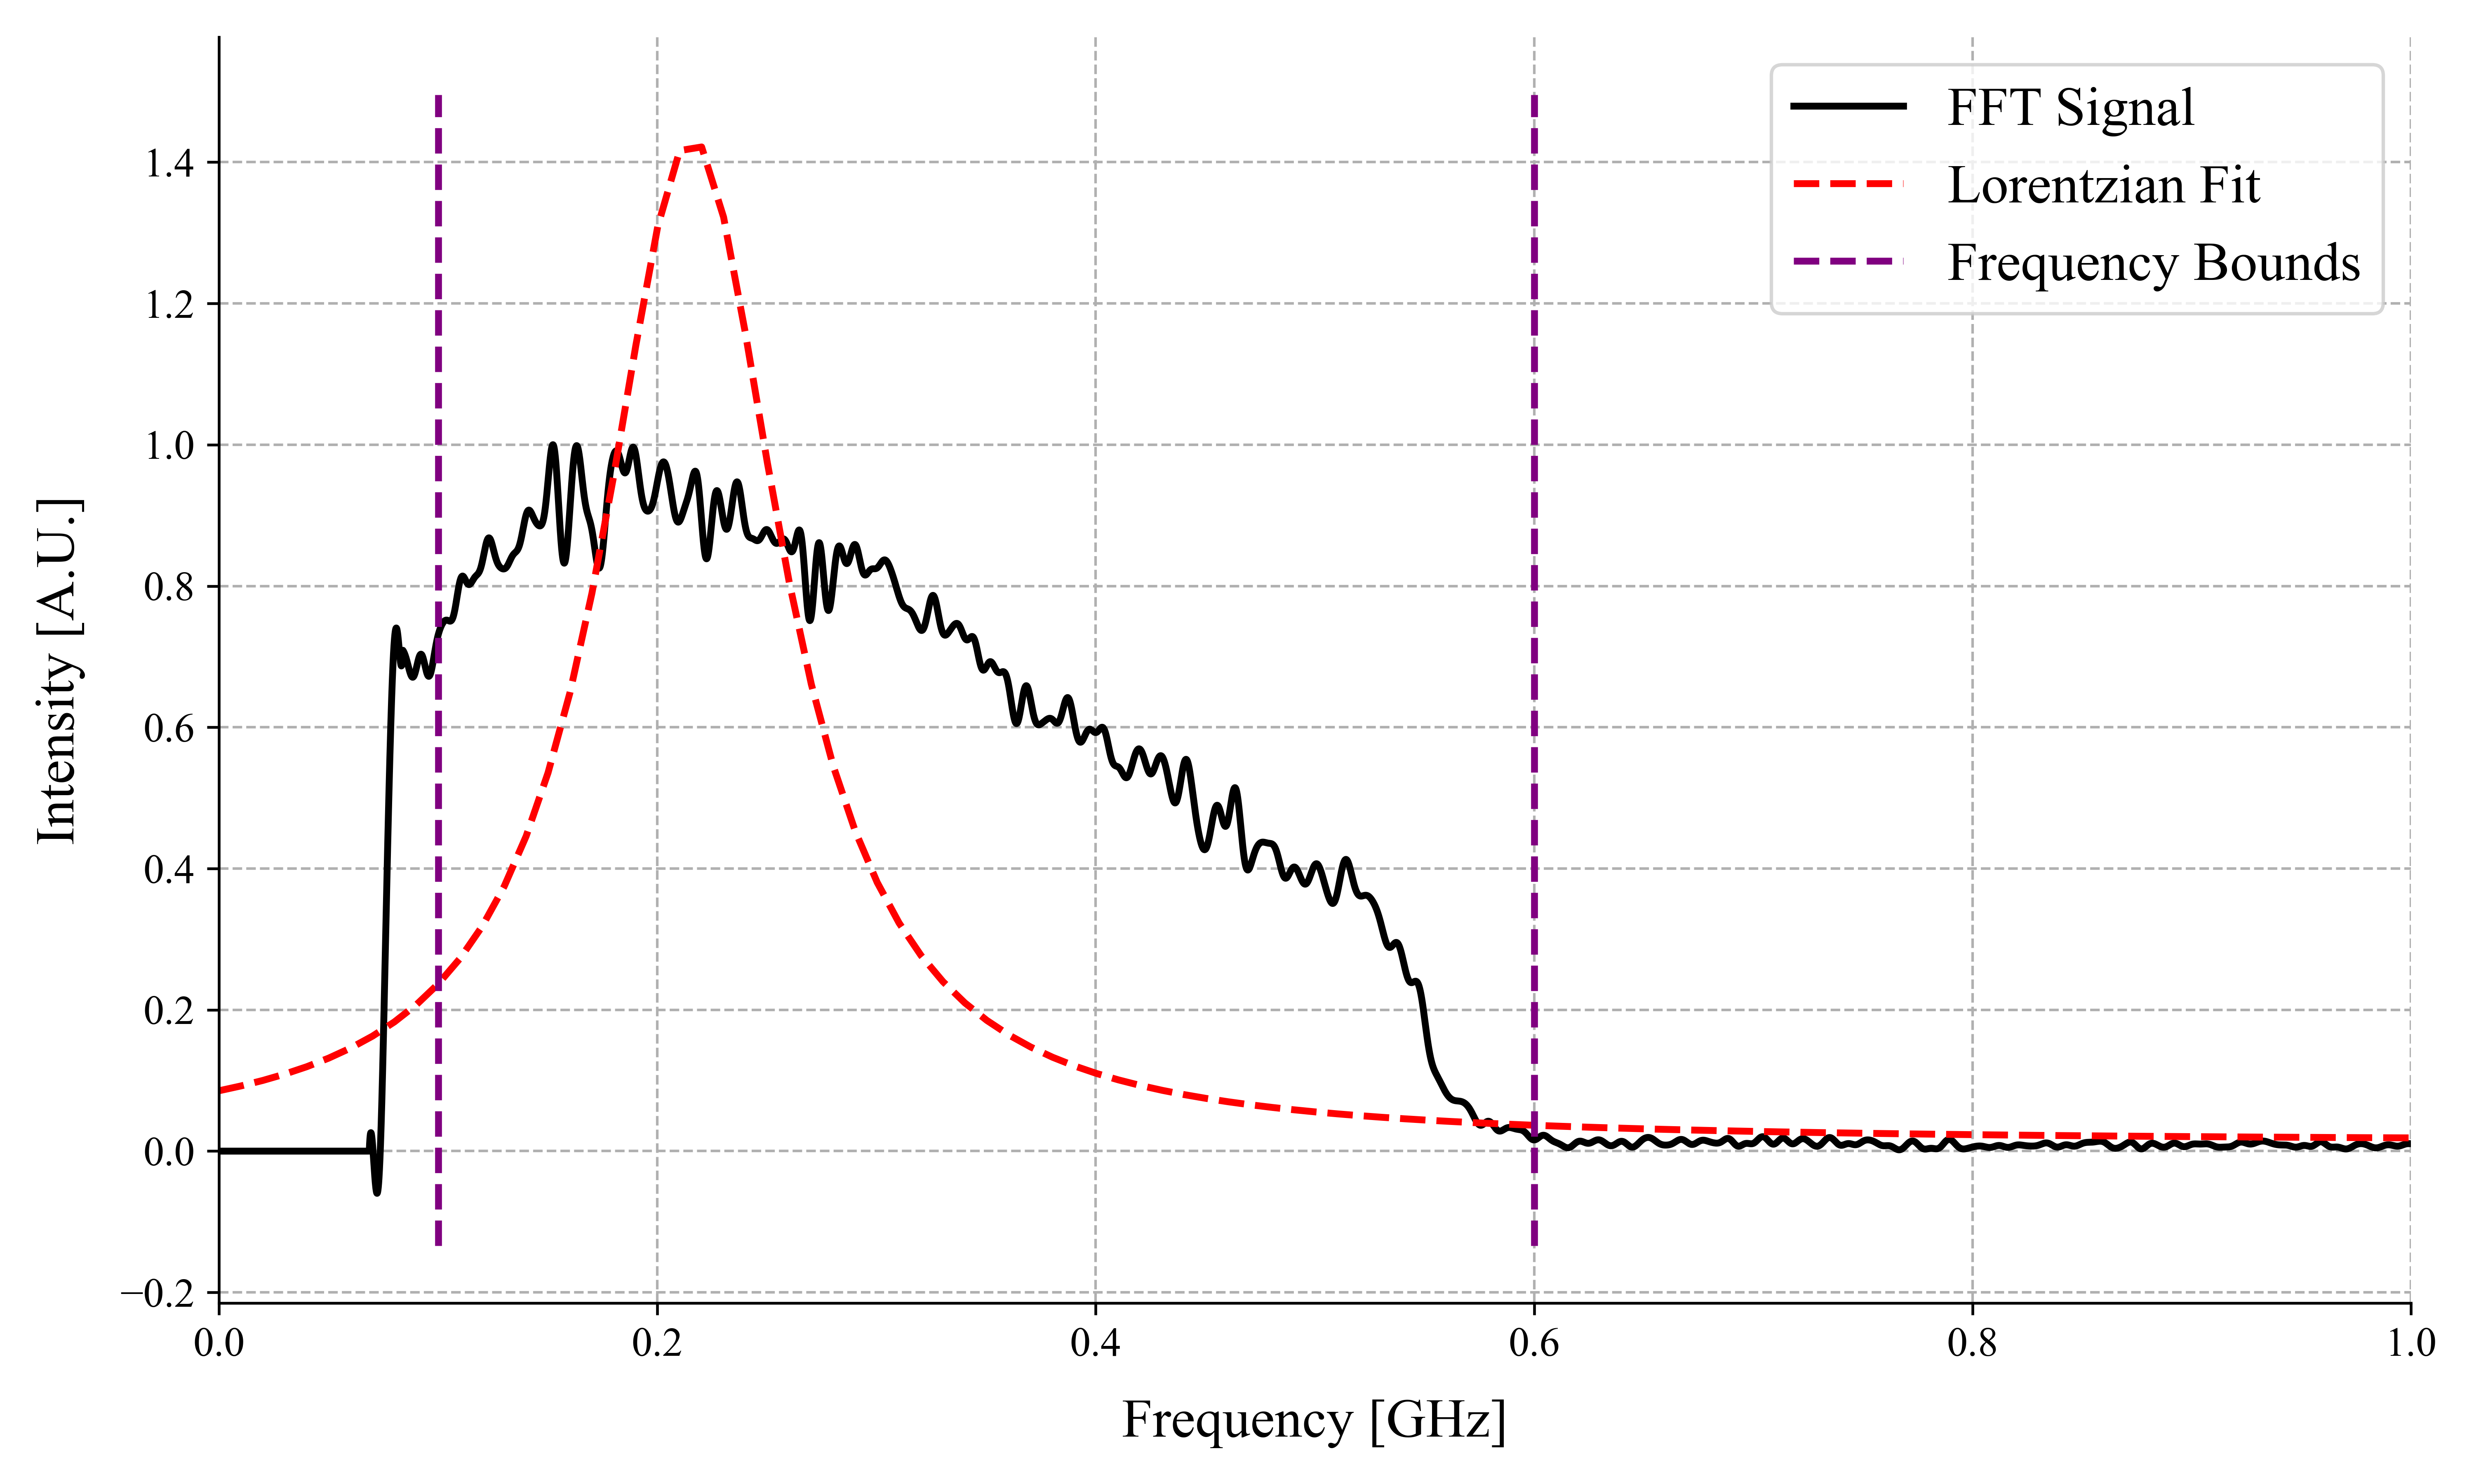 FFT Signal
Lorentzian Fit
Frequency Bounds
Intensity [A.U.]
1.4
1.2
1.0
0.8
0.6
0.4
0.2
0.0
−0.2
0.0 0.2 0.4 0.6 0.8 1.0
Frequency [GHz]